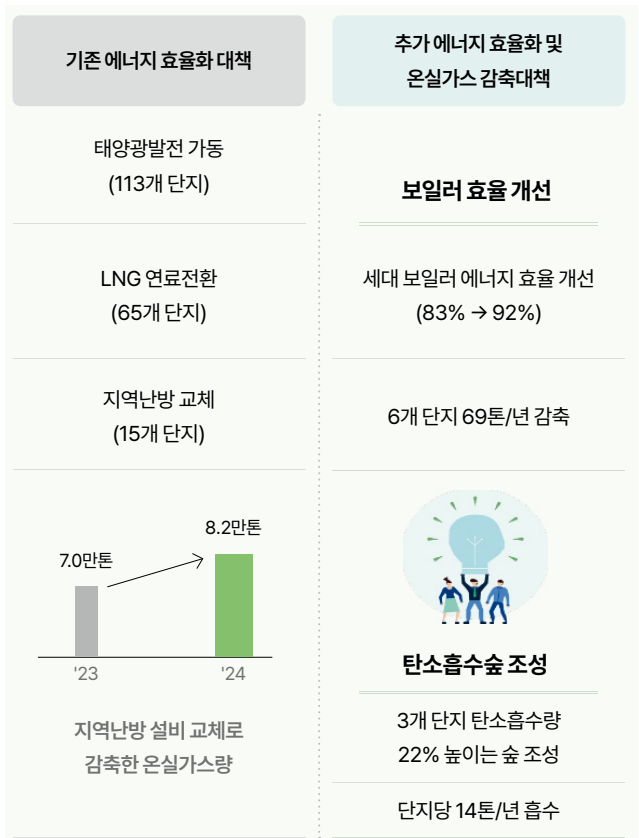 기존 에너지 효율화 대책
태양광발전 가동
(113개 단지)
LNG 연료전환
(65개 단지)
지역난방 교체
(15개 단지)
7.0만톤
8.2만톤
'23
'24
지역난방 설비 교체로
감축한 온실가스량
추가 에너지 효율화 및
온실가스 감축대책
보일러 효율 개선
세대 보일러 에너지 효율 개선
(83% → 92%)
6개 단지 69톤/년 감축
탄소흡수숲 조성
3개 단지 탄소흡수량
22% 높이는 숲 조성
단지당 14톤/년 흡수